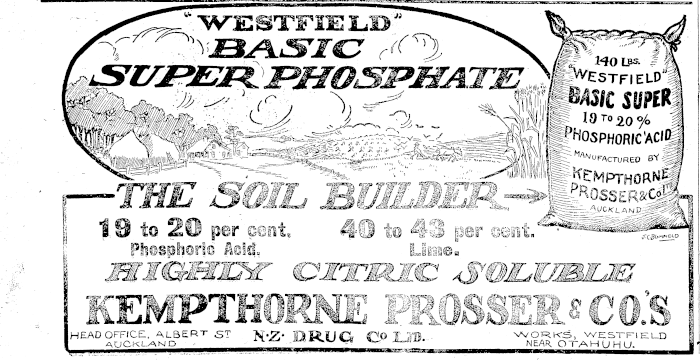 "WESTFIELD"
BASIC
SUPER PHOSPHATE
140 LBS.
"WESTFIELD"
BASIC SUPER
19 TO 20 %
PHOSPHORIC ACID
MANUFACTURED BY
KEMPTHORNE
PROSSER & Co Ltd
AUCKLAND
THE SOIL BUILDER
19 to 20 per cent. 40 to 43 per cent.
Phosphoric Acid. Lime.
HIGHLY CITRIC SOLUBLE
KEMPTHORNE PROSSER & CO.'S
HEAD OFFICE, ALBERT ST N.Z. DRUG Co LTD. WORKS, WESTFIELD
AUCKLAND NEAR OTAHUHU.